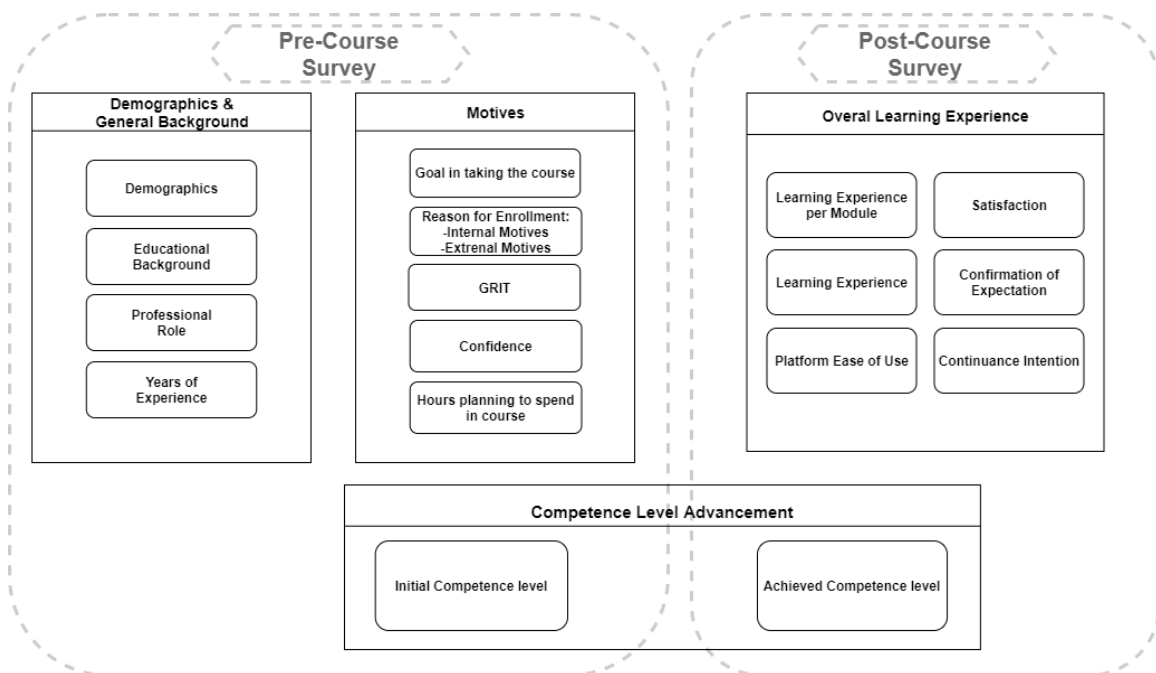 Pre-Course
Survey
Post-Course
Survey
Demographics &
General Background
Demographics
Educational
Background
Professional
Role
Years of
Experience
Motives
Goal in taking the course
Reason for Enrollment:
-Internal Motives
-Extrenal Motives
GRIT
Confidence
Hours planning to spend
in course
Overal Learning Experience
Learning Experience
per Module
Satisfaction
Learning Experience
Confirmation of
Expectation
Platform Ease of Use
Continuance Intention
Competence Level Advancement
Initial Competence level
Achieved Competence level